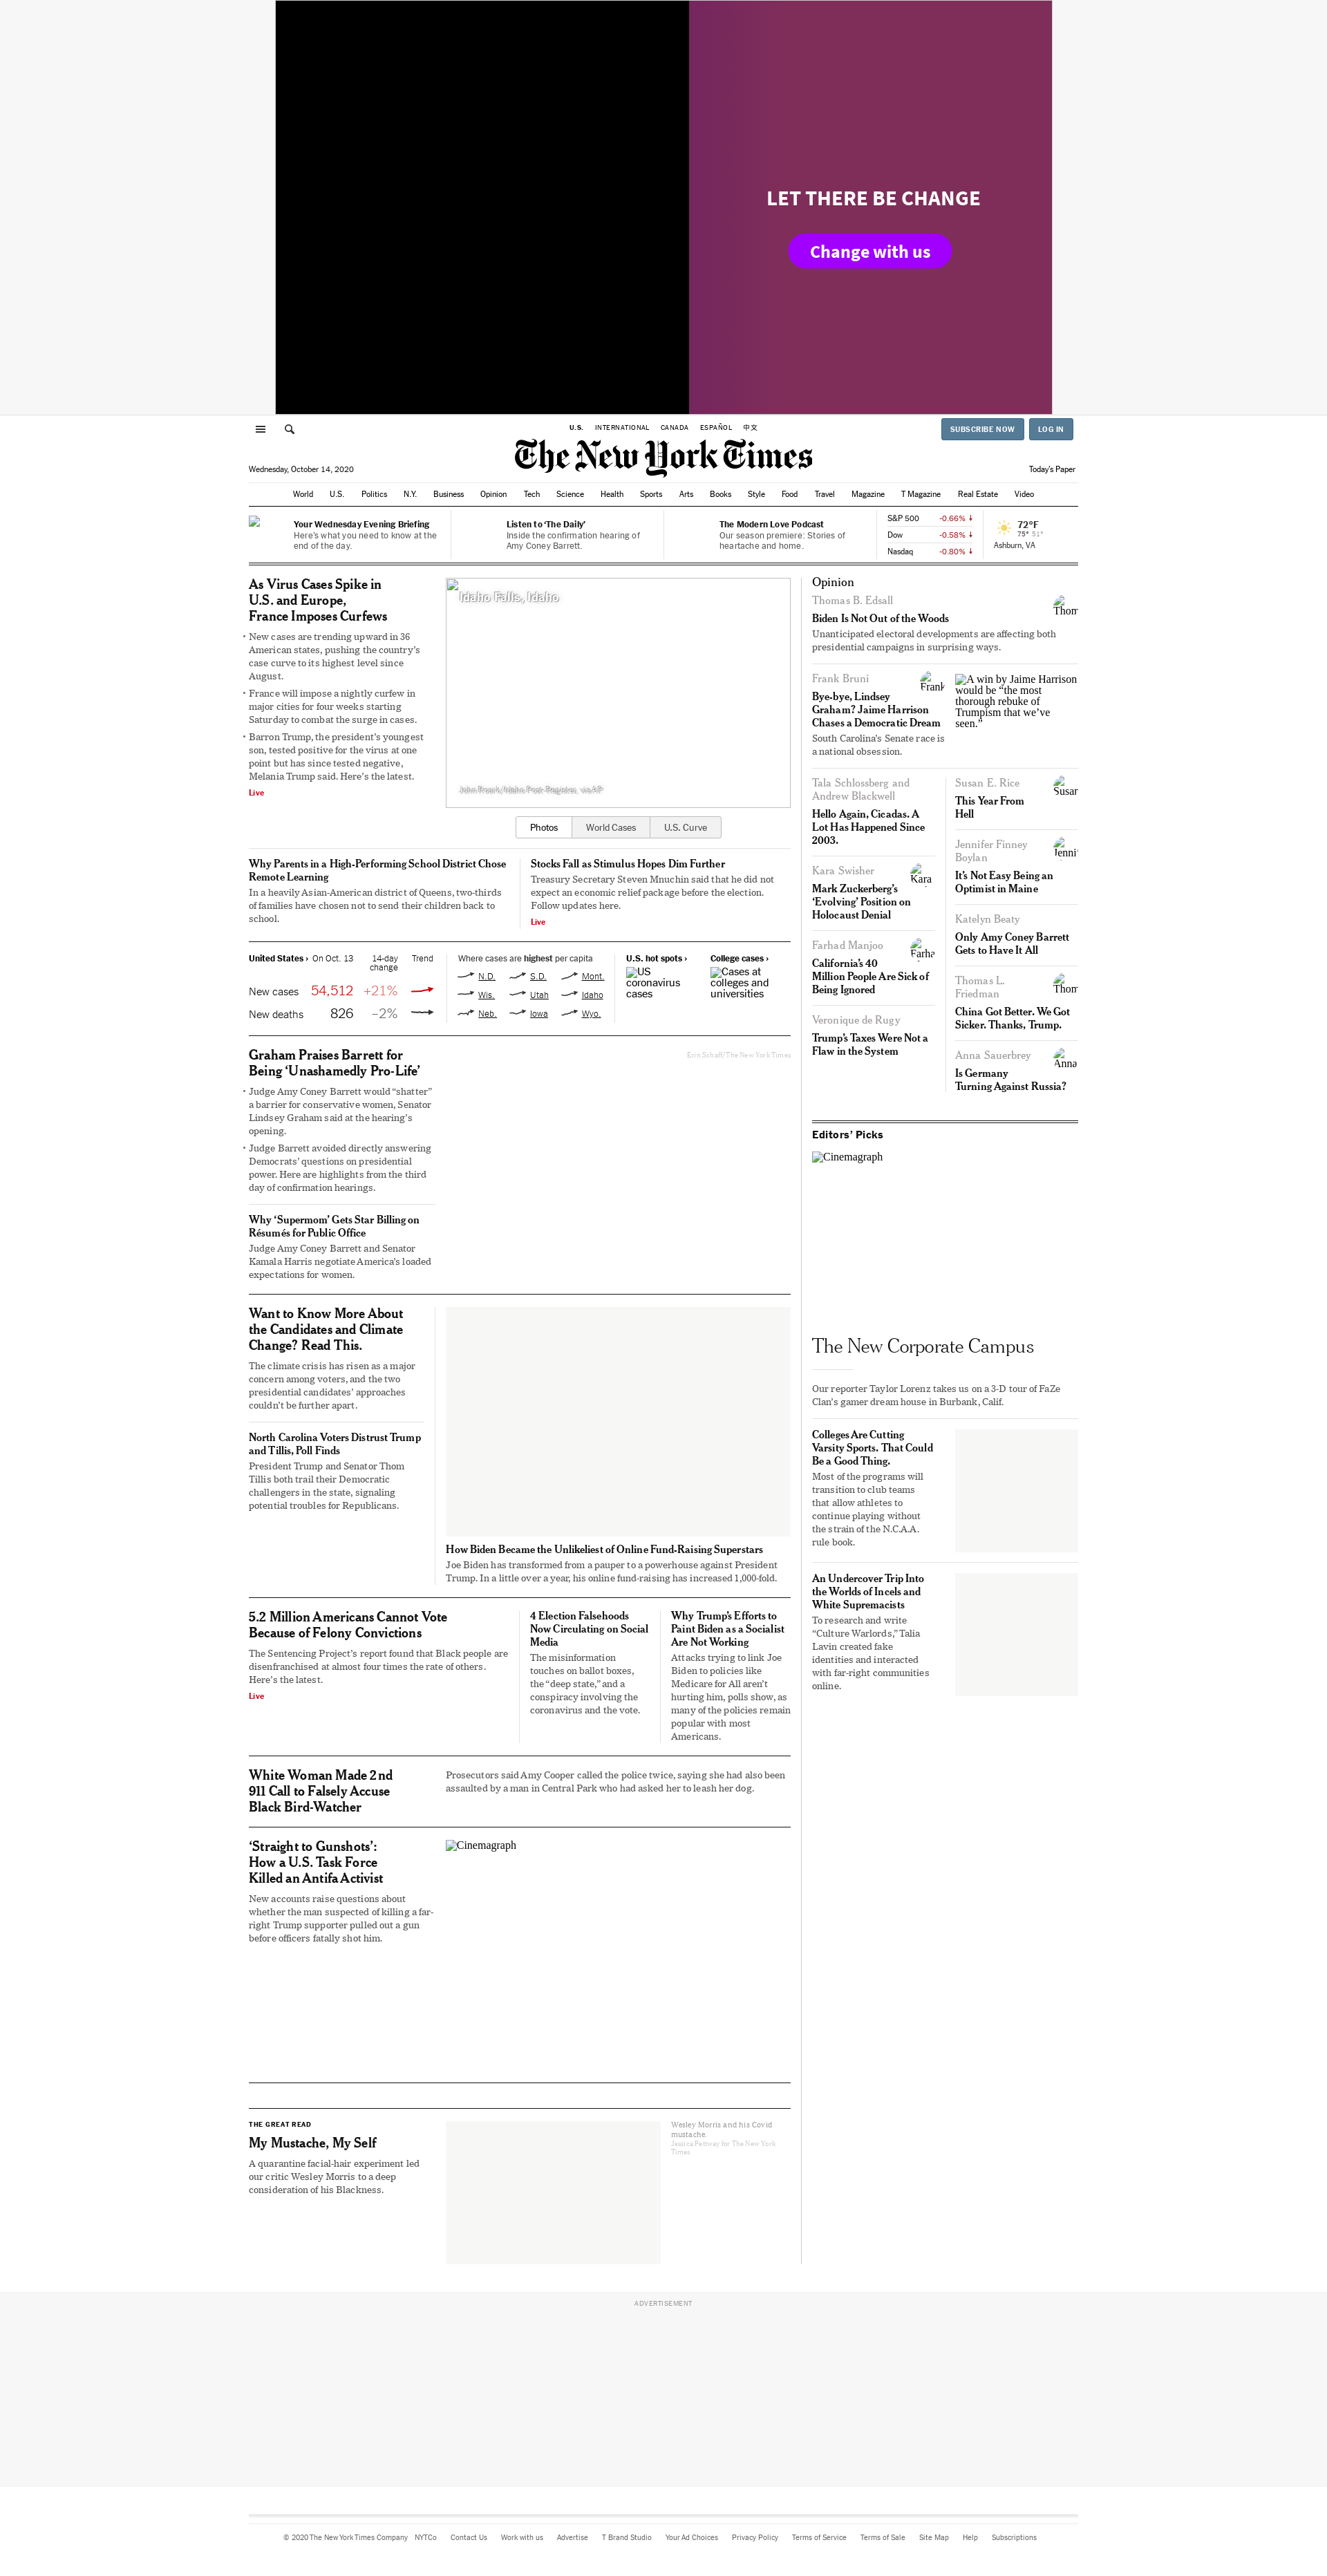 LET THERE BE CHANGE
Change with us
U.S. INTERNATIONAL CANADA ESPAÑOL 中文
SUBSCRIBE NOW LOG IN
The New York Times
Wednesday, October 14, 2020
Today's Paper
World U.S. Politics N.Y. Business Opinion Tech Science Health Sports Arts Books Style Food Travel Magazine T Magazine Real Estate Video
Your Wednesday Evening Briefing
Here's what you need to know at the
end of the day.
Listen to 'The Daily'
Inside the confirmation hearing of
Amy Coney Barrett.
The Modern Love Podcast
Our season premiere: Stories of
heartache and home.
S&P 500 -0.66%
Dow -0.58%
Nasdaq -0.80%
72°F
75° 51°
Ashburn, VA
As Virus Cases Spike in
U.S. and Europe,
France Imposes Curfews
• New cases are trending upward in 36
American states, pushing the country's
case curve to its highest level since
August.
• France will impose a nightly curfew in
major cities for four weeks starting
Saturday to combat the surge in cases.
• Barron Trump, the president's youngest
son, tested positive for the virus at one
point but has since tested negative,
Melania Trump said. Here's the latest.
Live
Idaho Falls, Idaho
John Roark/Idaho Post-Register, via AP
Photos World Cases U.S. Curve
Why Parents in a High-Performing School District Chose
Remote Learning
In a heavily Asian-American district of Queens, two-thirds
of families have chosen not to send their children back to
school.
Stocks Fall as Stimulus Hopes Dim Further
Treasury Secretary Steven Mnuchin said that he did not
expect an economic relief package before the election.
Follow updates here.
Live
United States › On Oct. 13 14-day
change Trend
New cases 54,512 +21%
New deaths 826 –2%
Where cases are highest per capita
N.D. S.D. Mont.
Wis. Utah Idaho
Neb. Iowa Wyo.
U.S. hot spots ›
US
coronavirus
cases
College cases ›
Cases at
colleges and
universities
Graham Praises Barrett for
Being 'Unashamedly Pro-Life'
• Judge Amy Coney Barrett would "shatter"
a barrier for conservative women, Senator
Lindsey Graham said at the hearing's
opening.
• Judge Barrett avoided directly answering
Democrats' questions on presidential
power. Here are highlights from the third
day of confirmation hearings.
Why 'Supermom' Gets Star Billing on
Résumés for Public Office
Judge Amy Coney Barrett and Senator
Kamala Harris negotiate America's loaded
expectations for women.
Erin Schaff/The New York Times
Want to Know More About
the Candidates and Climate
Change? Read This.
The climate crisis has risen as a major
concern among voters, and the two
presidential candidates' approaches
couldn't be further apart.
North Carolina Voters Distrust Trump
and Tillis, Poll Finds
President Trump and Senator Thom
Tillis both trail their Democratic
challengers in the state, signaling
potential troubles for Republicans.
How Biden Became the Unlikeliest of Online Fund-Raising Superstars
Joe Biden has transformed from a pauper to a powerhouse against President
Trump. In a little over a year, his online fund-raising has increased 1,000-fold.
5.2 Million Americans Cannot Vote
Because of Felony Convictions
The Sentencing Project's report found that Black people are
disenfranchised at almost four times the rate of others.
Here's the latest.
Live
4 Election Falsehoods
Now Circulating on Social
Media
The misinformation
touches on ballot boxes,
the "deep state," and a
conspiracy involving the
coronavirus and the vote.
Why Trump's Efforts to
Paint Biden as a Socialist
Are Not Working
Attacks trying to link Joe
Biden to policies like
Medicare for All aren't
hurting him, polls show, as
many of the policies remain
popular with most
Americans.
White Woman Made 2nd
911 Call to Falsely Accuse
Black Bird-Watcher
Prosecutors said Amy Cooper called the police twice, saying she had also been
assaulted by a man in Central Park who had asked her to leash her dog.
'Straight to Gunshots':
How a U.S. Task Force
Killed an Antifa Activist
New accounts raise questions about
whether the man suspected of killing a far-
right Trump supporter pulled out a gun
before officers fatally shot him.
Cinemagraph
THE GREAT READ
My Mustache, My Self
A quarantine facial-hair experiment led
our critic Wesley Morris to a deep
consideration of his Blackness.
Wesley Morris and his Covid
mustache.
Jessica Pettway for The New York
Times
Opinion
Thomas B. Edsall
Thom
Biden Is Not Out of the Woods
Unanticipated electoral developments are affecting both
presidential campaigns in surprising ways.
Frank Bruni
Frank
Bye-bye, Lindsey
Graham? Jaime Harrison
Chases a Democratic Dream
South Carolina's Senate race is
a national obsession.
A win by Jaime Harrison
would be "the most
thorough rebuke of
Trumpism that we've
seen."
Tala Schlossberg and
Andrew Blackwell
Hello Again, Cicadas. A
Lot Has Happened Since
2003.
Kara Swisher
Kara
Mark Zuckerberg's
'Evolving' Position on
Holocaust Denial
Farhad Manjoo
Farha
California's 40
Million People Are Sick of
Being Ignored
Veronique de Rugy
Trump's Taxes Were Not a
Flaw in the System
Susan E. Rice
Susan
This Year From
Hell
Jennifer Finney
Boylan
Jennif
It's Not Easy Being an
Optimist in Maine
Katelyn Beaty
Only Amy Coney Barrett
Gets to Have It All
Thomas L.
Friedman
Thom
China Got Better. We Got
Sicker. Thanks, Trump.
Anna Sauerbrey
Anna
Is Germany
Turning Against Russia?
Editors' Picks
Cinemagraph
The New Corporate Campus
Our reporter Taylor Lorenz takes us on a 3-D tour of FaZe
Clan's gamer dream house in Burbank, Calif.
Colleges Are Cutting
Varsity Sports. That Could
Be a Good Thing.
Most of the programs will
transition to club teams
that allow athletes to
continue playing without
the strain of the N.C.A.A.
rule book.
An Undercover Trip Into
the Worlds of Incels and
White Supremacists
To research and write
"Culture Warlords," Talia
Lavin created fake
identities and interacted
with far-right communities
online.
ADVERTISEMENT
© 2020 The New York Times Company NYTCo Contact Us Work with us Advertise T Brand Studio Your Ad Choices Privacy Policy Terms of Service Terms of Sale Site Map Help Subscriptions